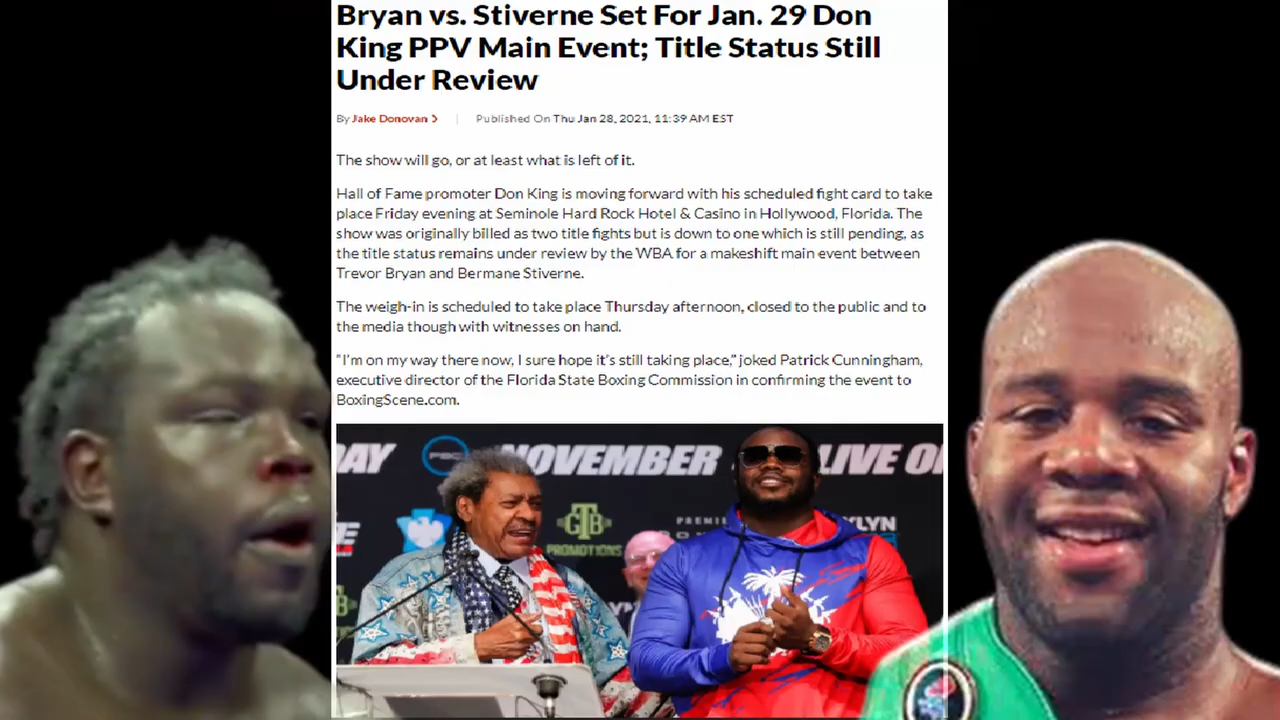 Bryan vs. Stiverne Set For Jan. 29 Don
King PPV Main Event; Title Status Still
Under Review
By Jake Donovan > | Published On Thu Jan 28, 2021, 11:39 AM EST
The show will go, or at least what is left of it.
Hall of Fame promoter Don King is moving forward with his scheduled fight card to take
place Friday evening at Seminole Hard Rock Hotel & Casino in Hollywood, Florida. The
show was originally billed as two title fights but is down to one which is still pending, as
the title status remains under review by the WBA for a makeshift main event between
Trevor Bryan and Bermane Stiverne.
The weigh-in is scheduled to take place Thursday afternoon, closed to the public and to
the media though with witnesses on hand.
"I'm on my way there now, I sure hope it's still taking place," joked Patrick Cunningham,
executive director of the Florida State Boxing Commission in confirming the event to
BoxingScene.com.
DAY PBC NOVEMBER LIVE O
GTB
PROMOTIONS
PREMI
KLYN